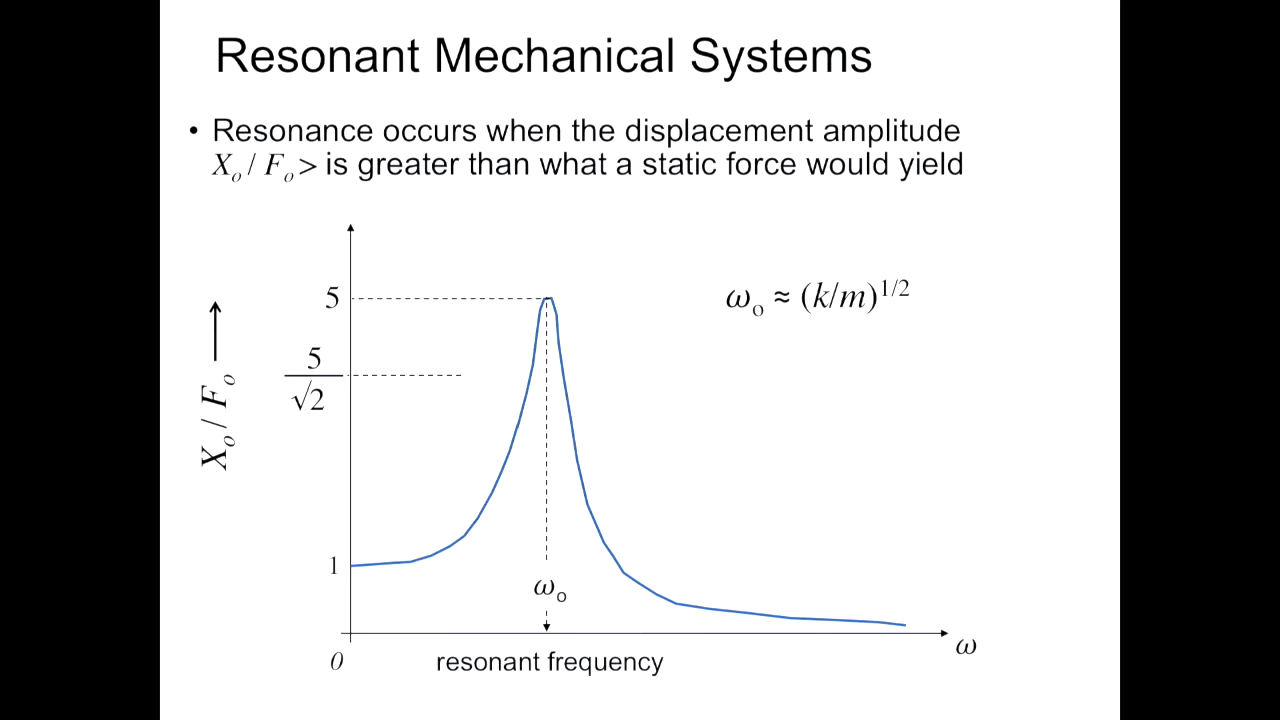 Resonant Mechanical Systems
• Resonance occurs when the displacement amplitude
Xₒ / Fₒ > is greater than what a static force would yield
5
ωₒ ≈ (k/m)^1/2
5
√2
Xₒ / Fₒ
1
ωₒ
ω
0
resonant frequency